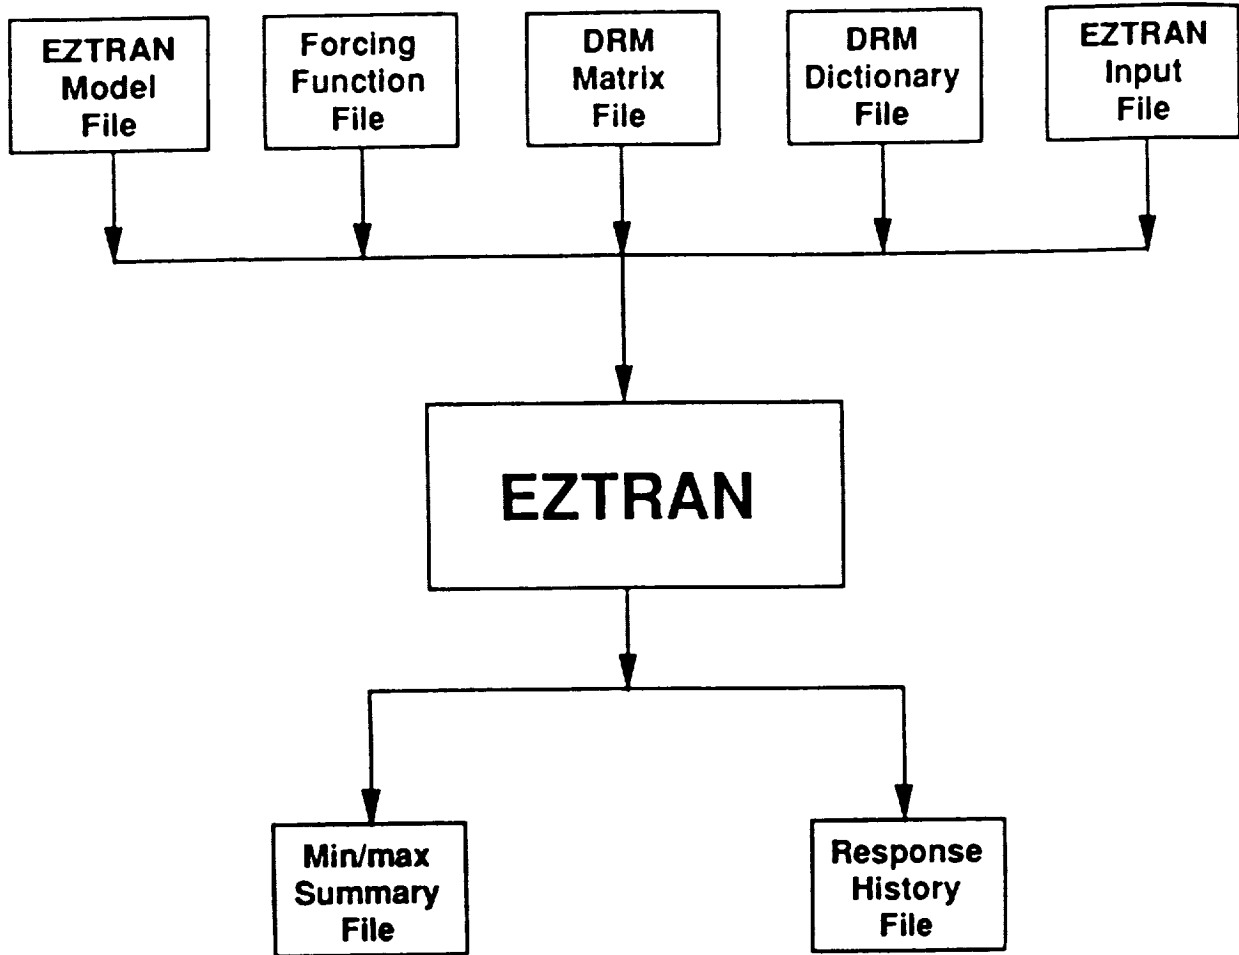 EZTRAN
Model
File
Forcing
Function
File
DRM
Matrix
File
DRM
Dictionary
File
EZTRAN
Input
File
EZTRAN
Min/max
Summary
File
Response
History
File